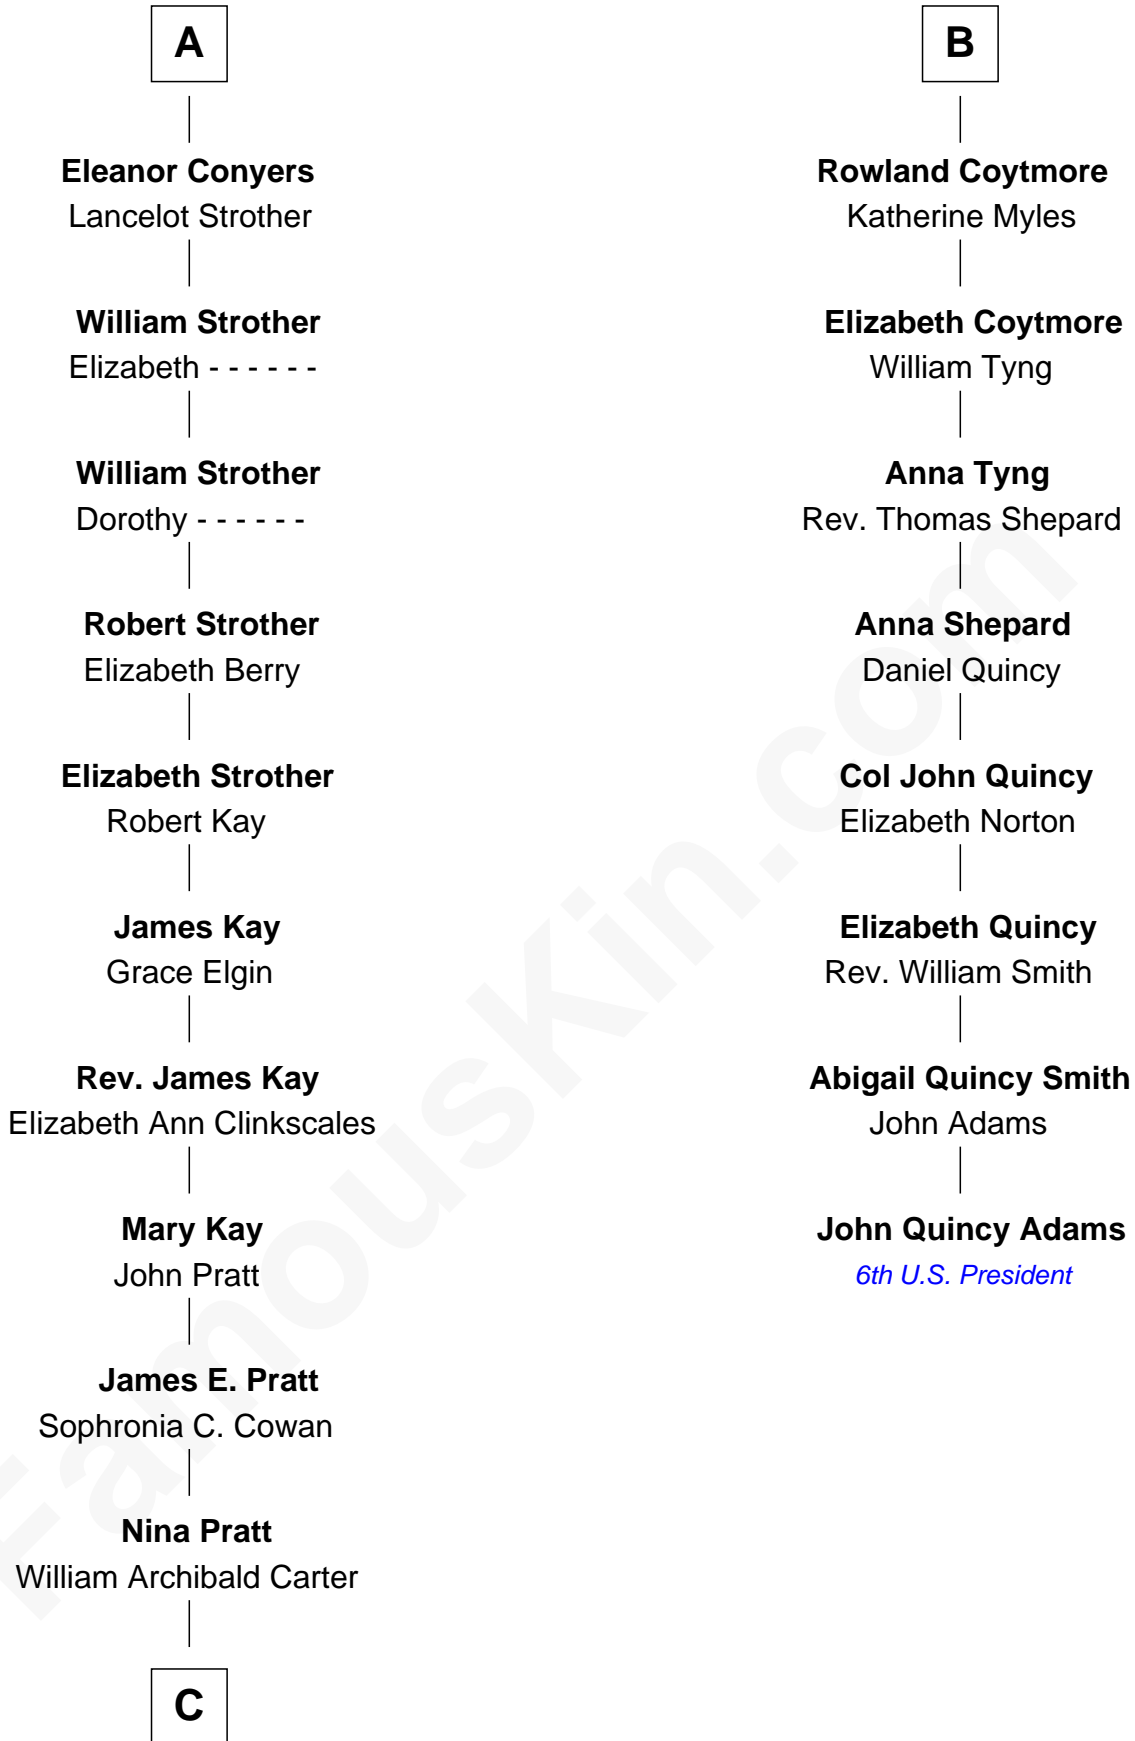 A
Eleanor Conyers
Lancelot Strother
William Strother
Elizabeth - - - - - -
William Strother
Dorothy - - - - - -
Robert Strother
Elizabeth Berry
Elizabeth Strother
Robert Kay
James Kay
Grace Elgin
Rev. James Kay
Elizabeth Ann Clinkscales
Mary Kay
John Pratt
James E. Pratt
Sophronia C. Cowan
Nina Pratt
William Archibald Carter
C
B
Rowland Coytmore
Katherine Myles
Elizabeth Coytmore
William Tyng
Anna Tyng
Rev. Thomas Shepard
Anna Shepard
Daniel Quincy
Col John Quincy
Elizabeth Norton
Elizabeth Quincy
Rev. William Smith
Abigail Quincy Smith
John Adams
John Quincy Adams
6th U.S. President
FamousKin.com